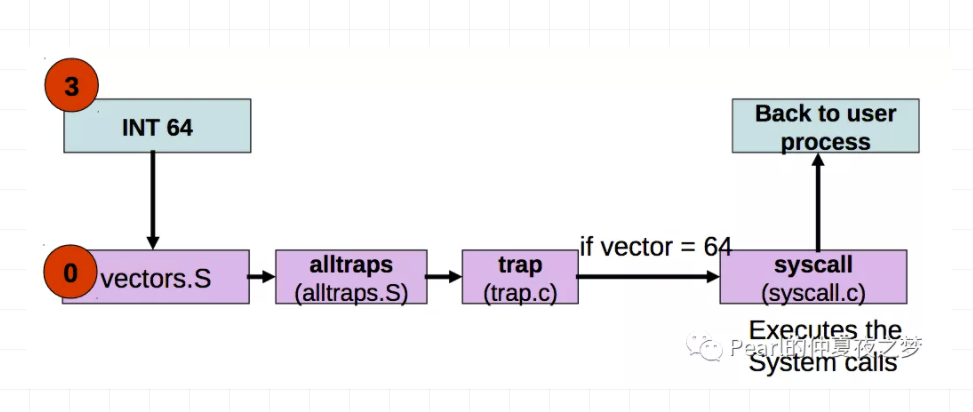 3
INT 64
Back to user
process
0
vectors.S
alltraps
(alltraps.S)
trap
(trap.c)
if vector = 64
syscall
(syscall.c)
Executes the
System calls
Pearl的仲夏夜之梦